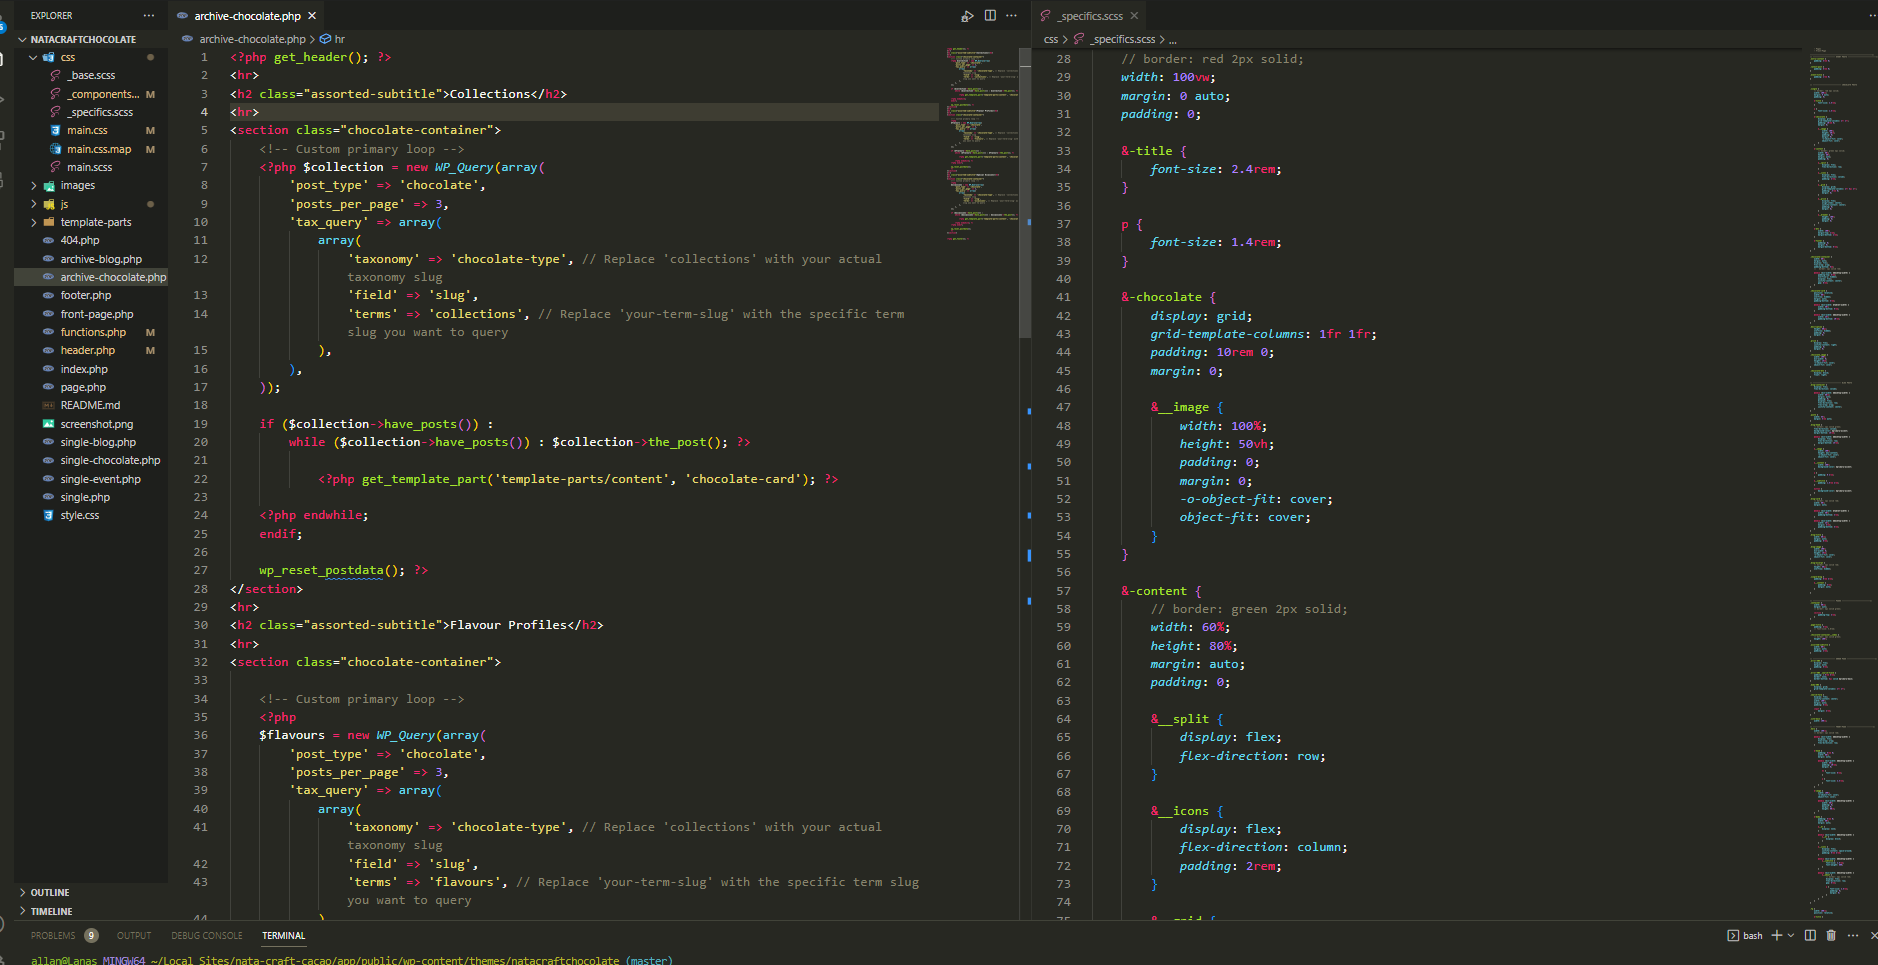 EXPLORER
NATACRAFTCHOCOLATE
css
_base.scss
_components... M
_specifics.scss
main.css M
main.css.map M
main.scss
images
js
template-parts
404.php
archive-blog.php
archive-chocolate.php
footer.php
front-page.php
functions.php M
header.php M
index.php
page.php
README.md
screenshot.png
single-blog.php
single-chocolate.php
single-event.php
single.php
style.css
OUTLINE
TIMELINE
archive-chocolate.php
archive-chocolate.php > hr
1 <?php get_header(); ?>
2 <hr>
3 <h2 class="assorted-subtitle">Collections</h2>
4 <hr>
5 <section class="chocolate-container">
6 <!-- Custom primary loop -->
7 <?php $collection = new WP_Query(array(
8 'post_type' => 'chocolate',
9 'posts_per_page' => 3,
10 'tax_query' => array(
11 array(
12 'taxonomy' => 'chocolate-type', // Replace 'collections' with your actual
taxonomy slug
13 'field' => 'slug',
14 'terms' => 'collections', // Replace 'your-term-slug' with the specific term
slug you want to query
15 ),
16 ),
17 ));
18
19 if ($collection->have_posts()) :
20 while ($collection->have_posts()) : $collection->the_post(); ?>
21
22 <?php get_template_part('template-parts/content', 'chocolate-card'); ?>
23
24 <?php endwhile;
25 endif;
26
27 wp_reset_postdata(); ?>
28 </section>
29 <hr>
30 <h2 class="assorted-subtitle">Flavour Profiles</h2>
31 <hr>
32 <section class="chocolate-container">
33
34 <!-- Custom primary loop -->
35 <?php
36 $flavours = new WP_Query(array(
37 'post_type' => 'chocolate',
38 'posts_per_page' => 3,
39 'tax_query' => array(
40 array(
41 'taxonomy' => 'chocolate-type', // Replace 'collections' with your actual
taxonomy slug
42 'field' => 'slug',
43 'terms' => 'flavours', // Replace 'your-term-slug' with the specific term slug
you want to query
44 )
_specifics.scss
css > _specifics.scss > ...
28 // border: red 2px solid;
29 width: 100vw;
30 margin: 0 auto;
31 padding: 0;
32
33 &-title {
34 font-size: 2.4rem;
35 }
36
37 p {
38 font-size: 1.4rem;
39 }
40
41 &-chocolate {
42 display: grid;
43 grid-template-columns: 1fr 1fr;
44 padding: 10rem 0;
45 margin: 0;
46
47 &__image {
48 width: 100%;
49 height: 50vh;
50 padding: 0;
51 margin: 0;
52 -o-object-fit: cover;
53 object-fit: cover;
54 }
55 }
56
57 &-content {
58 // border: green 2px solid;
59 width: 60%;
60 height: 80%;
61 margin: auto;
62 padding: 0;
63
64 &__split {
65 display: flex;
66 flex-direction: row;
67 }
68
69 &__icons {
70 display: flex;
71 flex-direction: column;
72 padding: 2rem;
73 }
74
75 &__grid {
PROBLEMS 9 OUTPUT DEBUG CONSOLE TERMINAL
bash
allan@Lanas MINGW64 ~/Local Sites/nata-craft-cacao/app/public/wp-content/themes/natacraftchocolate (master)